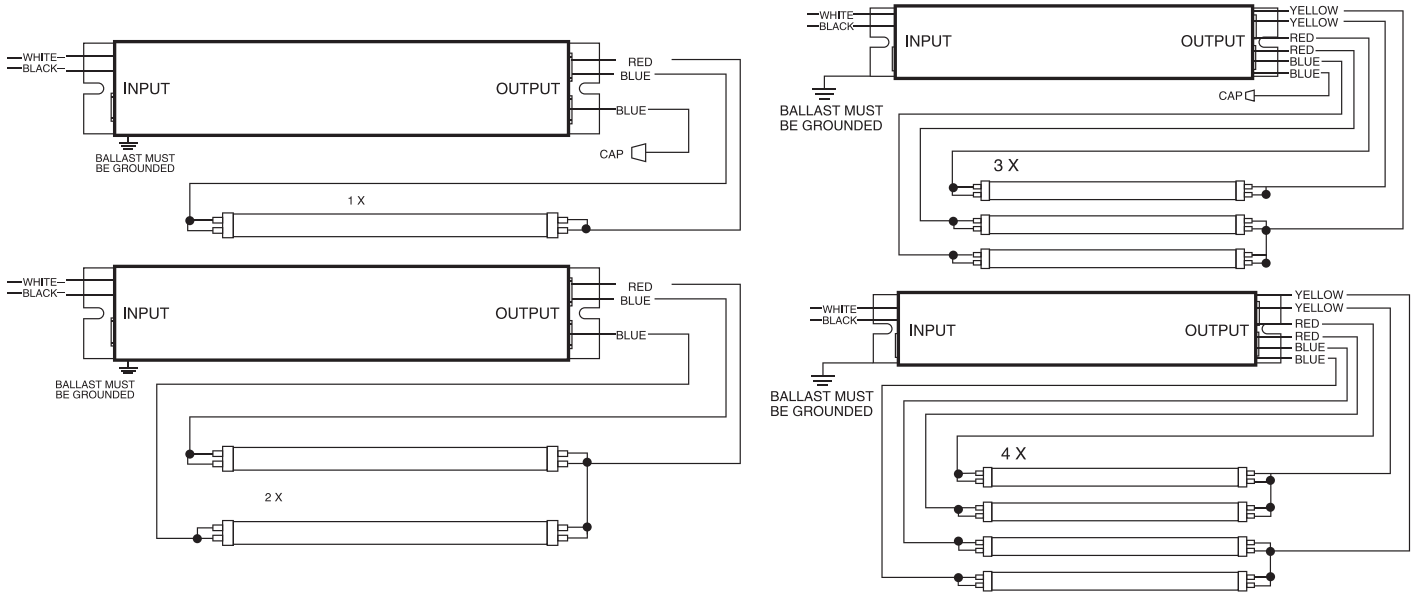 WHITE
BLACK
INPUT
OUTPUT
RED
BLUE
BLUE
CAP
BALLAST MUST
BE GROUNDED
1 X
WHITE
BLACK
INPUT
OUTPUT
RED
BLUE
BLUE
BALLAST MUST
BE GROUNDED
2 X
WHITE
BLACK
INPUT
OUTPUT
YELLOW
YELLOW
RED
RED
BLUE
BLUE
CAP
BALLAST MUST
BE GROUNDED
3 X
WHITE
BLACK
INPUT
OUTPUT
YELLOW
YELLOW
RED
RED
BLUE
BLUE
BALLAST MUST
BE GROUNDED
4 X